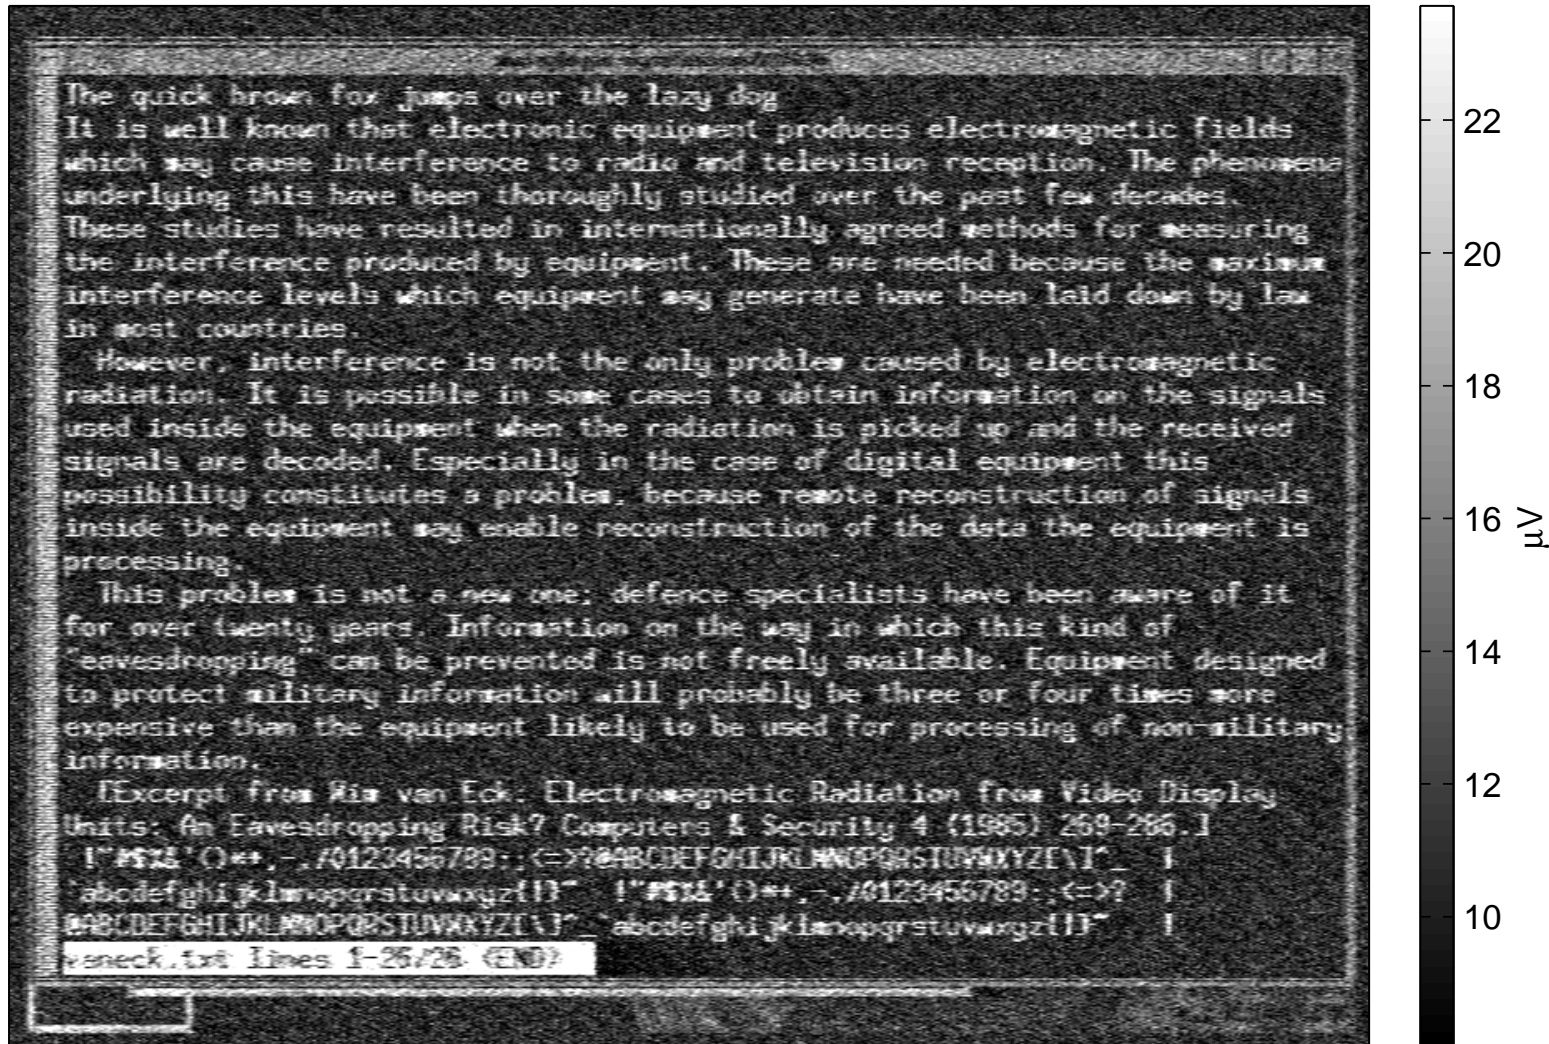 The quick brown fox jumps over the lazy dog
It is well known that electronic equipment produces electromagnetic fields
which may cause interference to radio and television reception. The phenomena
underlying this have been thoroughly studied over the past few decades.
These studies have resulted in internationally agreed methods for measuring
the interference produced by equipment. These are needed because the maximum
interference levels which equipment may generate have been laid down by law
in most countries.
However, interference is not the only problem caused by electromagnetic
radiation. It is possible in some cases to obtain information on the signals
used inside the equipment when the radiation is picked up and the received
signals are decoded. Especially in the case of digital equipment this
possibility constitutes a problem, because remote reconstruction of signals
inside the equipment may enable reconstruction of the data the equipment is
processing.
This problem is not a new one; defence specialists have been aware of it
for over twenty years. Information on the way in which this kind of
"eavesdropping" can be prevented is not freely available. Equipment designed
to protect military information will probably be three or four times more
expensive than the equipment likely to be used for processing of non-military
information.
[Excerpt from Wim van Eck. Electromagnetic Radiation from Video Display
Units: An Eavesdropping Risk? Computers & Security 4 (1985) 269-286.]
!"#$%&'()*+,-./0123456789:;<=>?@ABCDEFGHIJKLMNOPQRSTUVWXYZ[\]^_ |
`abcdefghijklmnopqrstuvwxyz{|}~ !"#$%&'()*+,-./0123456789:;<=>? |
@ABCDEFGHIJKLMNOPQRSTUVWXYZ[\]^_ `abcdefghijklmnopqrstuvwxyz{|}~ |
vaneck.txt lines 1-26/26 (END)
22
20
18
16
14
12
10
µV